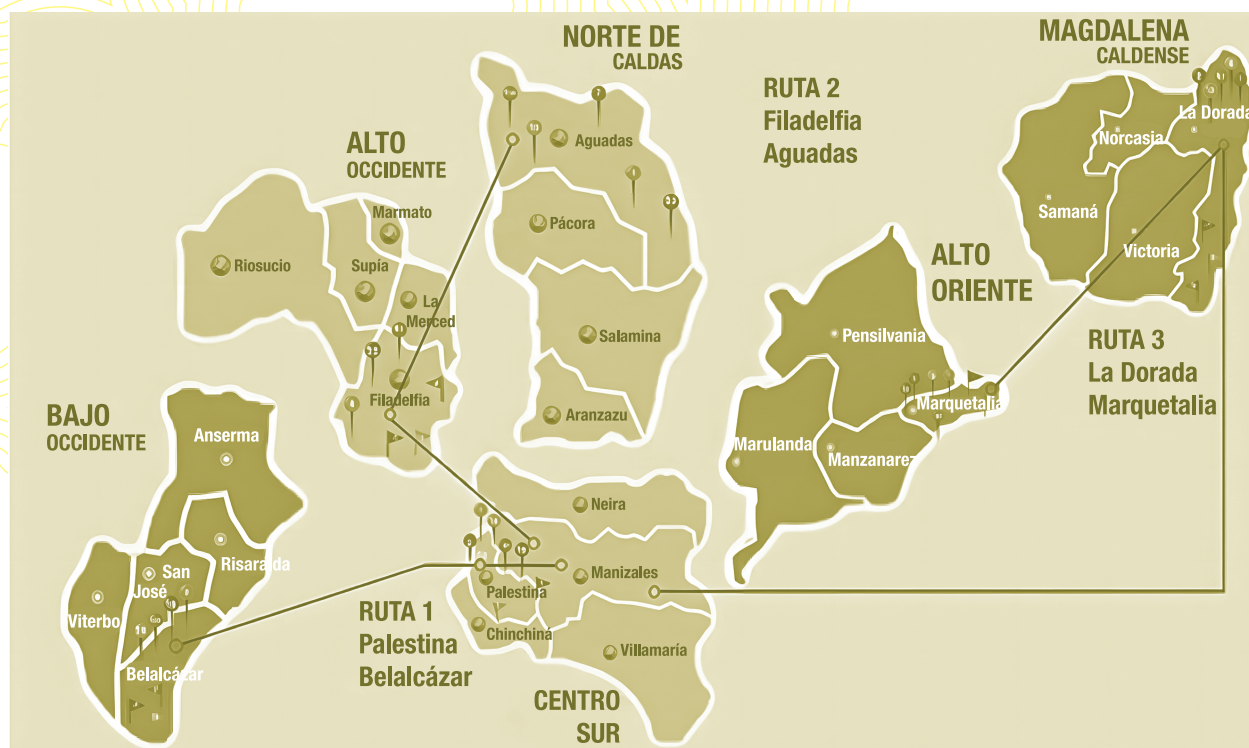 NORTE DE
CALDAS
Aguadas
Pácora
Salamina
Aranzazu
RUTA 2
Filadelfia
Aguadas
MAGDALENA
CALDENSE
La Dorada
Norcasia
Samaná
Victoria
ALTO
OCCIDENTE
Marmato
Riosucio
Supía
La
Merced
Filadelfia
ALTO
ORIENTE
Pensilvania
Marquetalia
Marulanda
Manzanarez
RUTA 3
La Dorada
Marquetalia
BAJO
OCCIDENTE
Anserma
Risaralda
San
José
Viterbo
Belalcázar
RUTA 1
Palestina
Belalcázar
Neira
Manizales
Palestina
Chinchiná
Villamaría
CENTRO
SUR